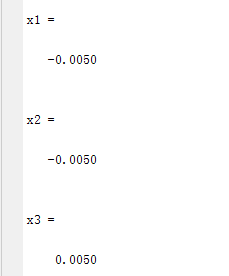 x1 =
-0.0050
x2 =
-0.0050
x3 =
0.0050